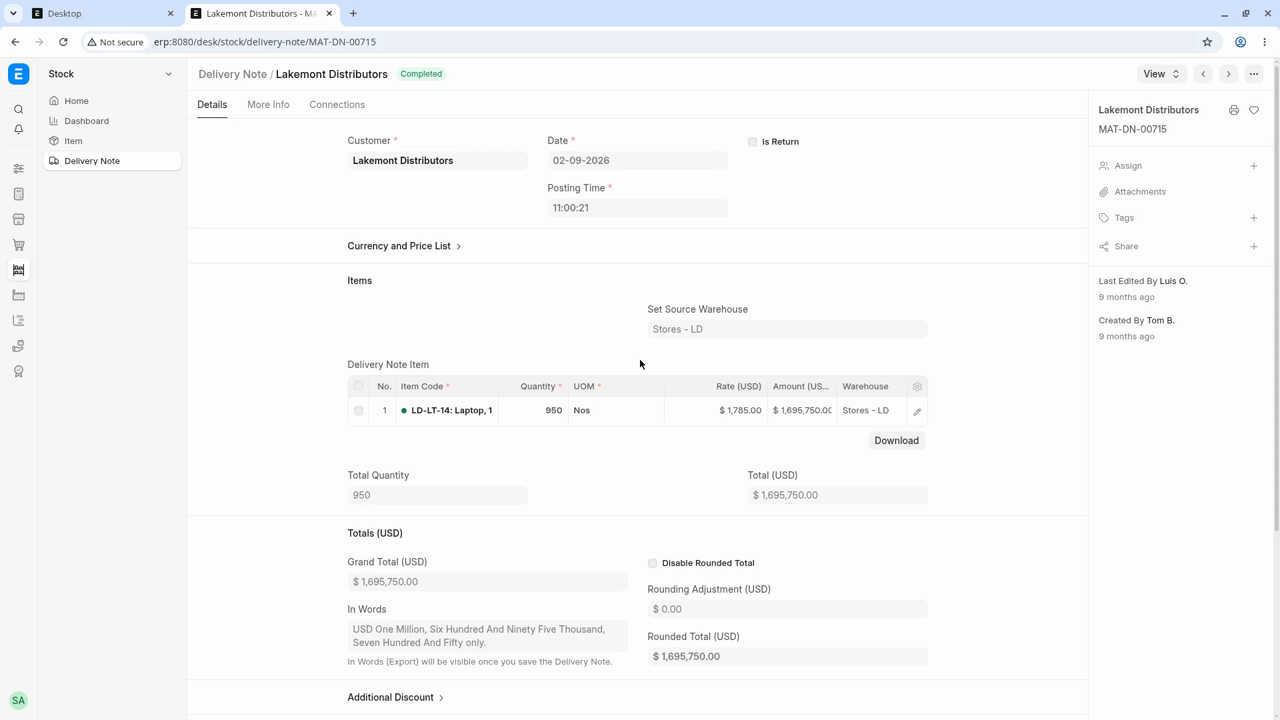 Desktop
Lakemont Distributors - MA
Not secure
erp:8080/desk/stock/delivery-note/MAT-DN-00715
Stock
Home
Dashboard
Item
Delivery Note
SA
Delivery Note / Lakemont Distributors
Completed
View
Details
More Info
Connections
Customer *
Lakemont Distributors
Date *
02-09-2026
Is Return
Posting Time *
11:00:21
Currency and Price List
Items
Set Source Warehouse
Stores - LD
Delivery Note Item
No. Item Code * Quantity * UOM * Rate (USD) Amount (US... Warehouse
1 LD-LT-14: Laptop, 1 950 Nos $ 1,785.00 $ 1,695,750.00 Stores - LD
Download
Total Quantity
950
Total (USD)
$ 1,695,750.00
Totals (USD)
Grand Total (USD)
$ 1,695,750.00
Disable Rounded Total
In Words
USD One Million, Six Hundred And Ninety Five Thousand,
Seven Hundred And Fifty only.
In Words (Export) will be visible once you save the Delivery Note.
Rounding Adjustment (USD)
$ 0.00
Rounded Total (USD)
$ 1,695,750.00
Additional Discount
Lakemont Distributors
MAT-DN-00715
Assign
Attachments
Tags
Share
Last Edited By Luis O.
9 months ago
Created By Tom B.
9 months ago